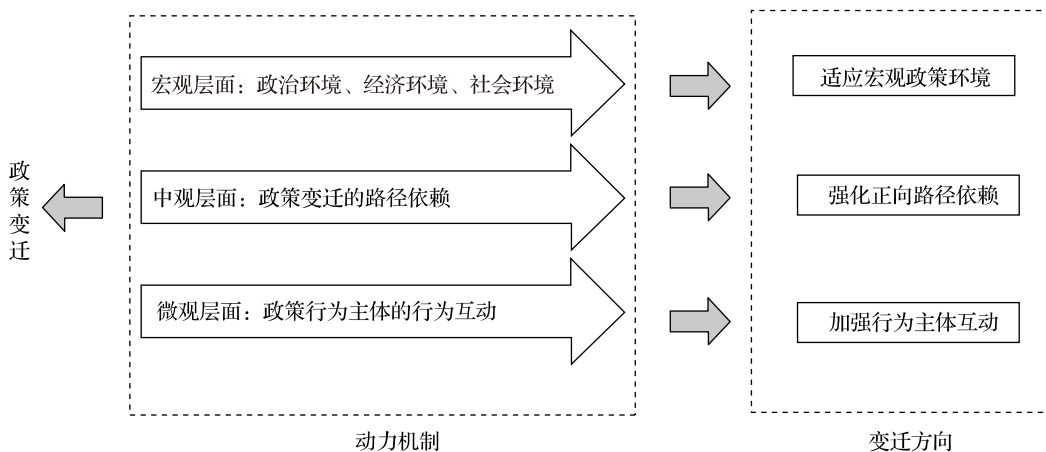 政策变迁
宏观层面：政治环境、经济环境、社会环境
中观层面：政策变迁的路径依赖
微观层面：政策行为主体的行为互动
动力机制
适应宏观政策环境
强化正向路径依赖
加强行为主体互动
变迁方向